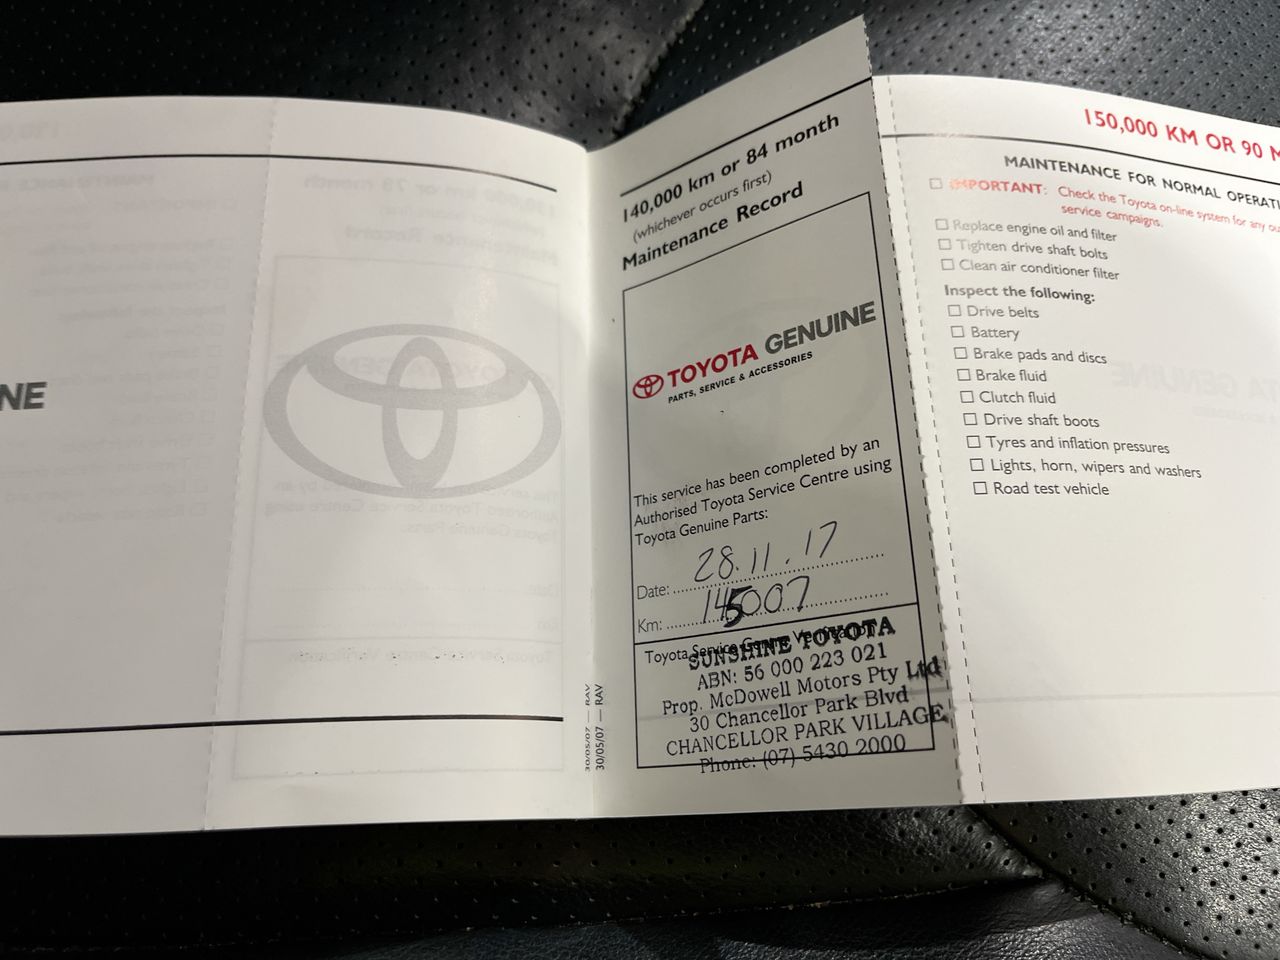 NE
140,000 km or 84 month
(whichever occurs first)
Maintenance Record
TOYOTA GENUINE
PARTS, SERVICE & ACCESSORIES
This service has been completed by an
Authorised Toyota Service Centre using
Toyota Genuine Parts:
Date: 28.11.17
Km: 145007
Toyota Service Centre Verification
SUNSHINE TOYOTA
ABN: 56 000 223 021
Prop. McDowell Motors Pty Ltd
30 Chancellor Park Blvd
CHANCELLOR PARK VILLAGE
Phone: (07) 5430 2000
30/05/07 — RAV
30/05/07 — RAV
150,000 KM OR 90 M
MAINTENANCE FOR NORMAL OPERATI
IMPORTANT: Check the Toyota on-line system for any ou
service campaigns.
Replace engine oil and filter
Tighten drive shaft bolts
Clean air conditioner filter
Inspect the following:
Drive belts
Battery
Brake pads and discs
Brake fluid
Clutch fluid
Drive shaft boots
Tyres and inflation pressures
Lights, horn, wipers and washers
Road test vehicle